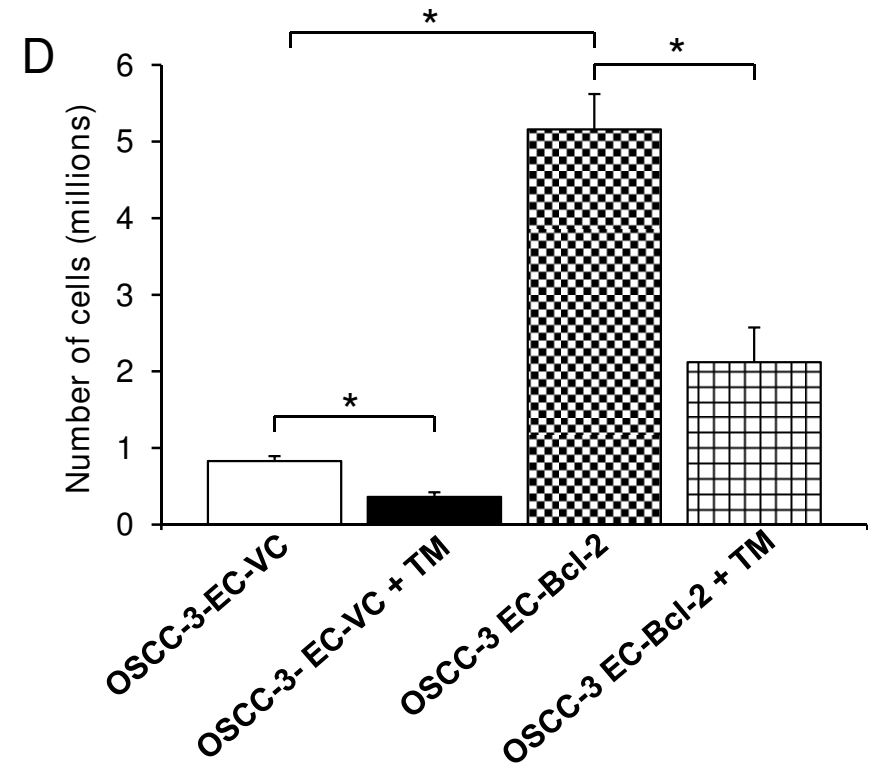 D
*
*
6
5
4
3
2
1
0
Number of cells (millions)
*
OSCC-3-EC-VC
OSCC-3- EC-VC + TM
OSCC-3 EC-Bcl-2
OSCC-3 EC-Bcl-2 + TM